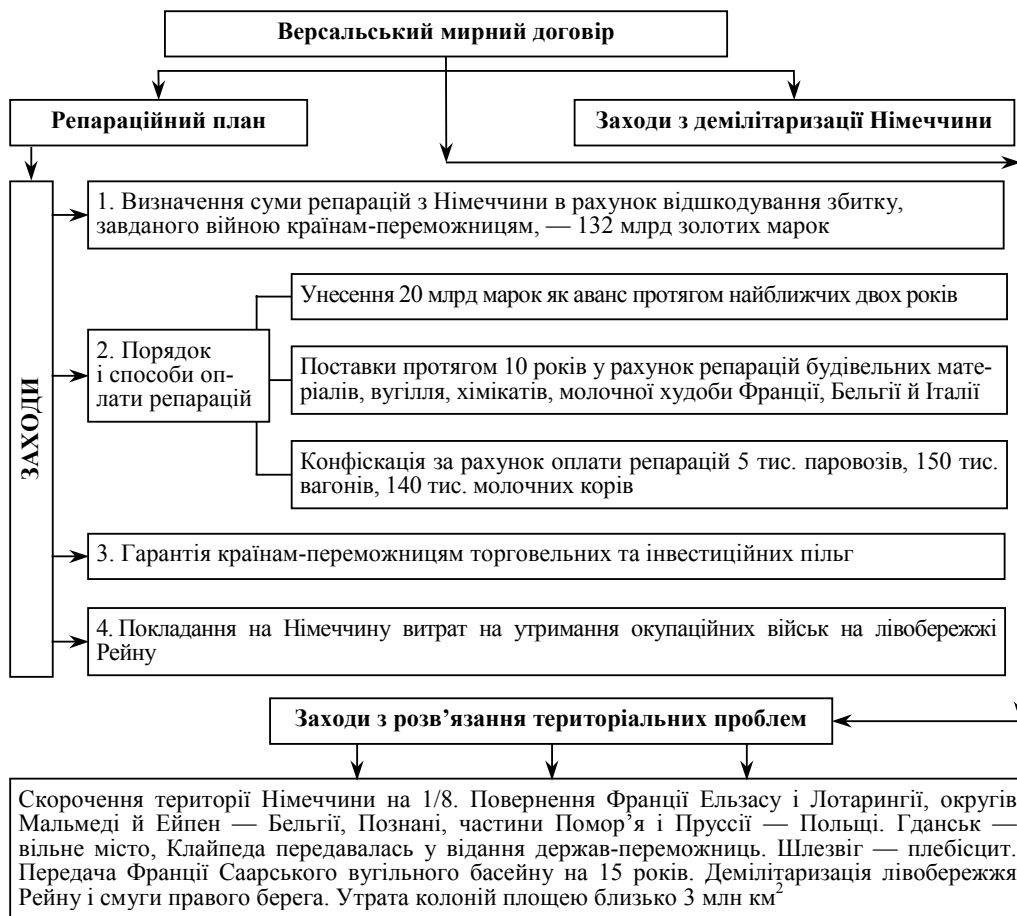 Версальський мирний договір
Репараційний план
Заходи з демілітаризації Німеччини
ЗАХОДИ
1. Визначення суми репарацій з Німеччини в рахунок відшкодування збитку,
завданого війною країнам-переможницям, — 132 млрд золотих марок
2. Порядок
і способи оп-
лати репарацій
Унесення 20 млрд марок як аванс протягом найближчих двох років
Поставки протягом 10 років у рахунок репарацій будівельних мате-
ріалів, вугілля, хімікатів, молочної худоби Франції, Бельгії й Італії
Конфіскація за рахунок оплати репарацій 5 тис. паровозів, 150 тис.
вагонів, 140 тис. молочних корів
3. Гарантія країнам-переможницям торговельних та інвестиційних пільг
4. Покладання на Німеччину витрат на утримання окупаційних військ на лівобережжі
Рейну
Заходи з розв’язання територіальних проблем
Скорочення території Німеччини на 1/8. Повернення Франції Ельзасу і Лотарингії, округів
Мальмеді й Ейпен — Бельгії, Познані, частини Помор’я і Пруссії — Польщі. Гданськ —
вільне місто, Клайпеда передавалась у відання держав-переможниць. Шлезвіг — плебісцит.
Передача Франції Саарського вугільного басейну на 15 років. Демілітаризація лівобережжя
Рейну і смуги правого берега. Утрата колоній площею близько 3 млн км²